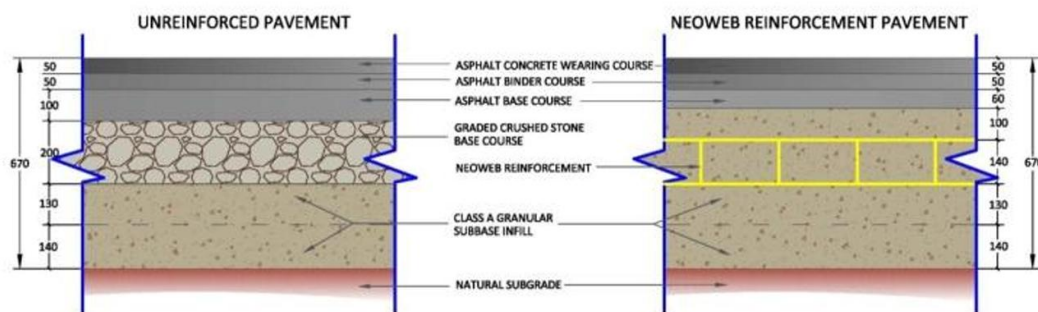 UNREINFORCED PAVEMENT
NEOWEB REINFORCEMENT PAVEMENT
50
50
100
200
130
140
670
ASPHALT CONCRETE WEARING COURSE
ASPHALT BINDER COURSE
ASPHALT BASE COURSE
GRADED CRUSHED STONE
BASE COURSE
NEOWEB REINFORCEMENT
CLASS A GRANULAR
SUBBASE INFILL
NATURAL SUBGRADE
50
50
60
100
140
130
140